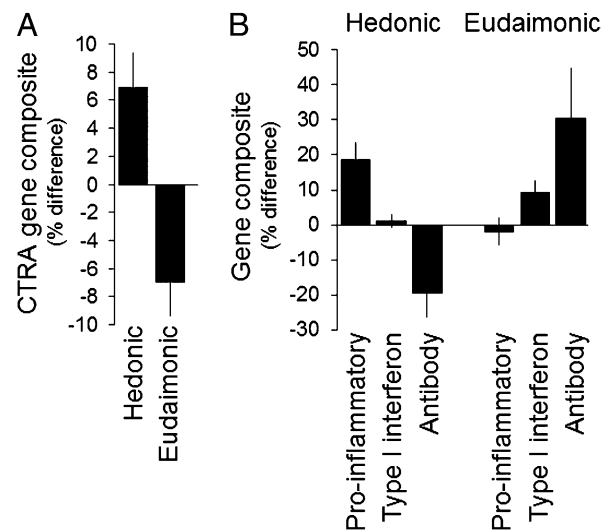 A
CTRA gene composite
(% difference)
10
8
6
4
2
0
-2
-4
-6
-8
-10
Hedonic
Eudaimonic
B
Hedonic Eudaimonic
Gene composite
(% difference)
50
40
30
20
10
0
-10
-20
-30
Pro-inflammatory
Type I interferon
Antibody
Pro-inflammatory
Type I interferon
Antibody